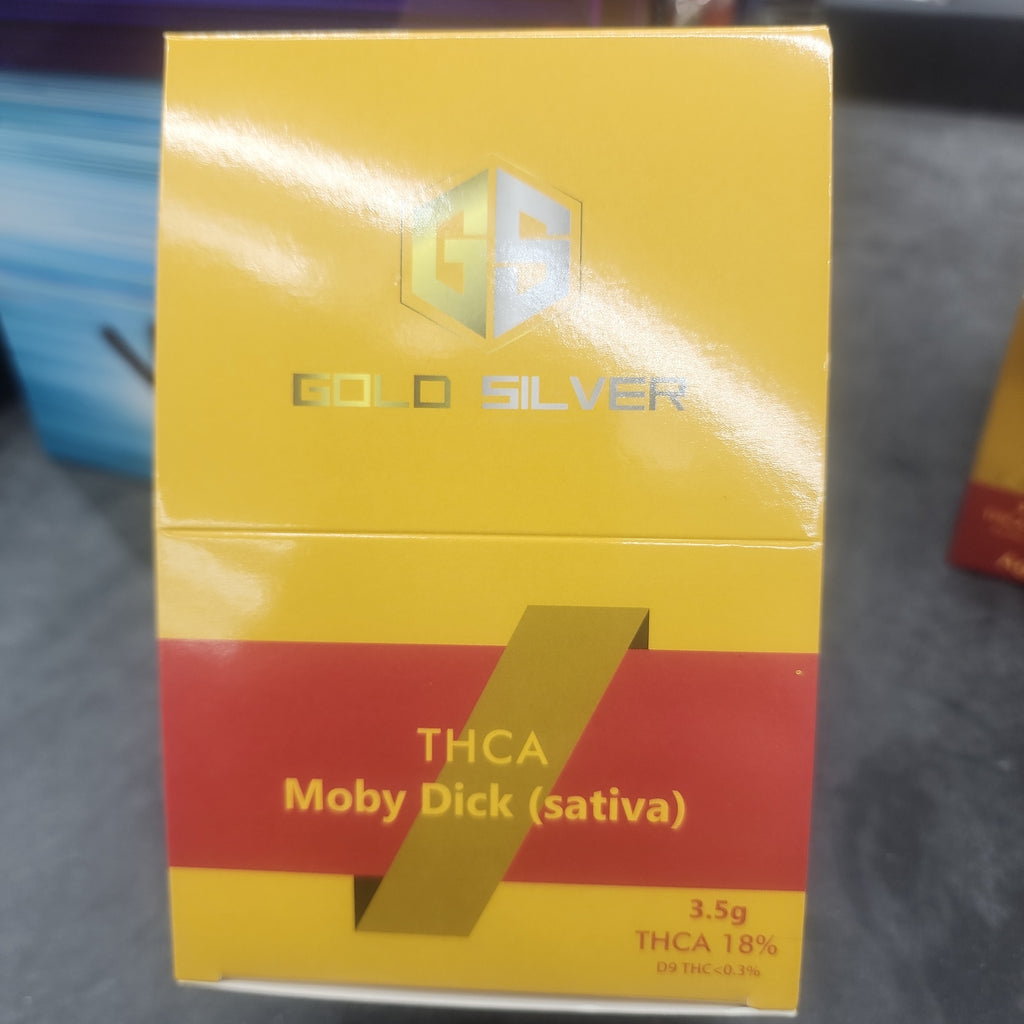 GS
GOLD SILVER
THCA
Moby Dick (sativa)
3.5g
THCA 18%
D9 THC<0.3%